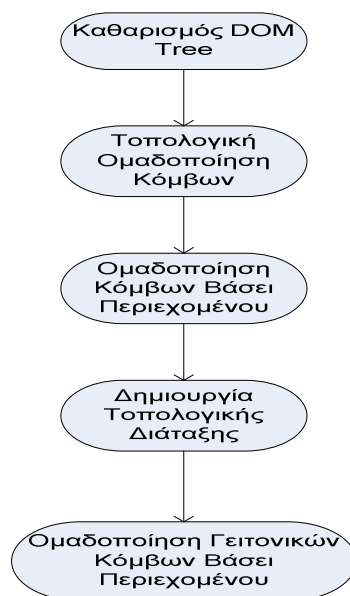 Καθαρισμός DOM
Tree
Τοπολογική
Ομαδοποίηση
Κόμβων
Ομαδοποίηση
Κόμβων Βάσει
Περιεχομένου
Δημιουργία
Τοπολογικής
Διάταξης
Ομαδοποίηση Γειτονικών
Κόμβων Βάσει
Περιεχομένου